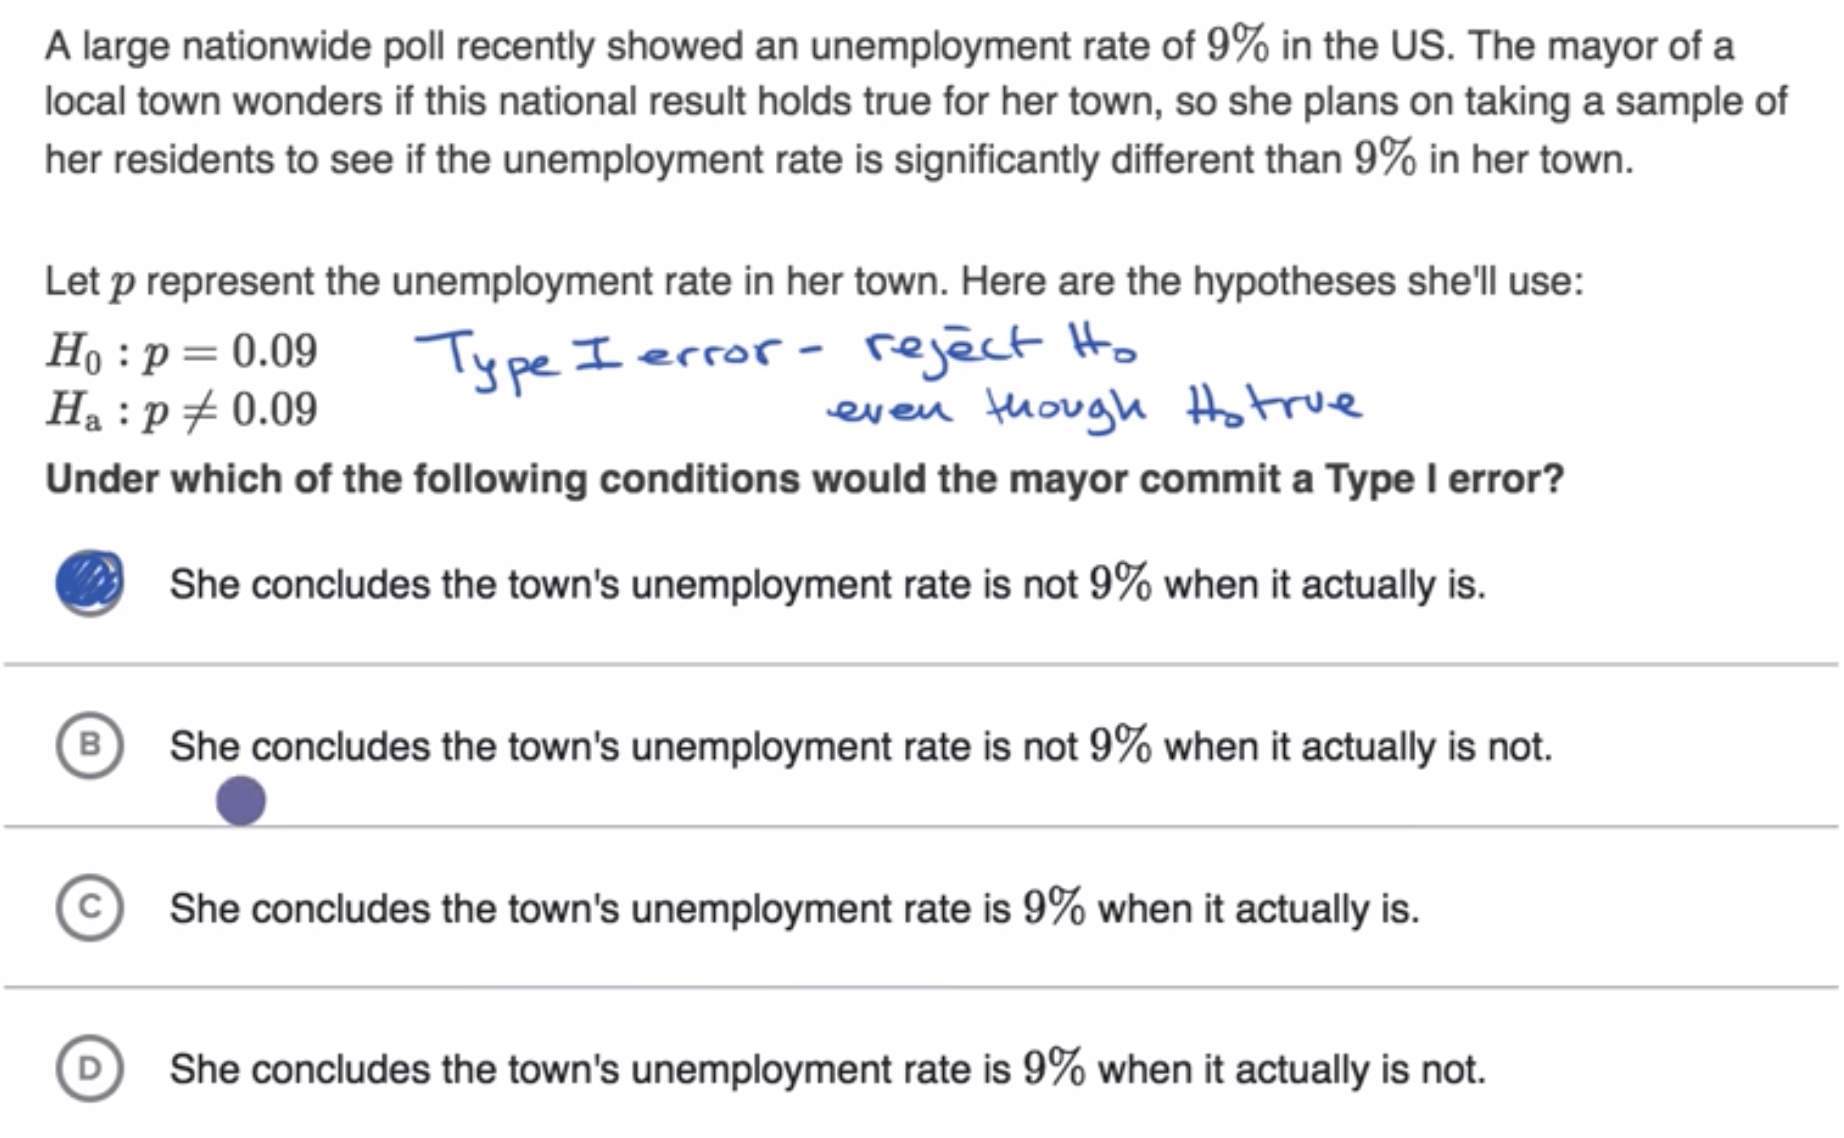 A large nationwide poll recently showed an unemployment rate of 9% in the US. The mayor of a
local town wonders if this national result holds true for her town, so she plans on taking a sample of
her residents to see if the unemployment rate is significantly different than 9% in her town.
Let p represent the unemployment rate in her town. Here are the hypotheses she'll use:
H₀ : p = 0.09 Type I error - reject H₀
Hₐ : p ≠ 0.09 even though H₀ true
Under which of the following conditions would the mayor commit a Type I error?
She concludes the town's unemployment rate is not 9% when it actually is.
B She concludes the town's unemployment rate is not 9% when it actually is not.
C She concludes the town's unemployment rate is 9% when it actually is.
D She concludes the town's unemployment rate is 9% when it actually is not.